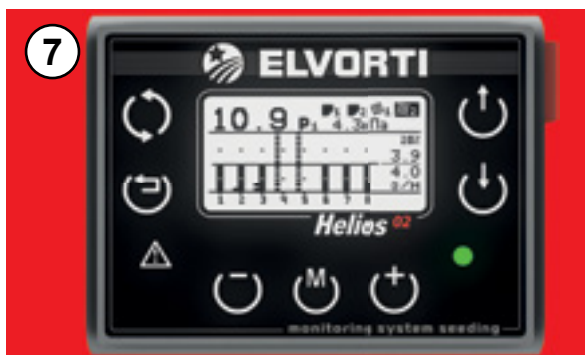 7
ELVORTI
10.9 P1 4.3кПа
3.9
4.0
1 2 3 4 5 6 7 8
Helios 02
M
monitoring system seeding